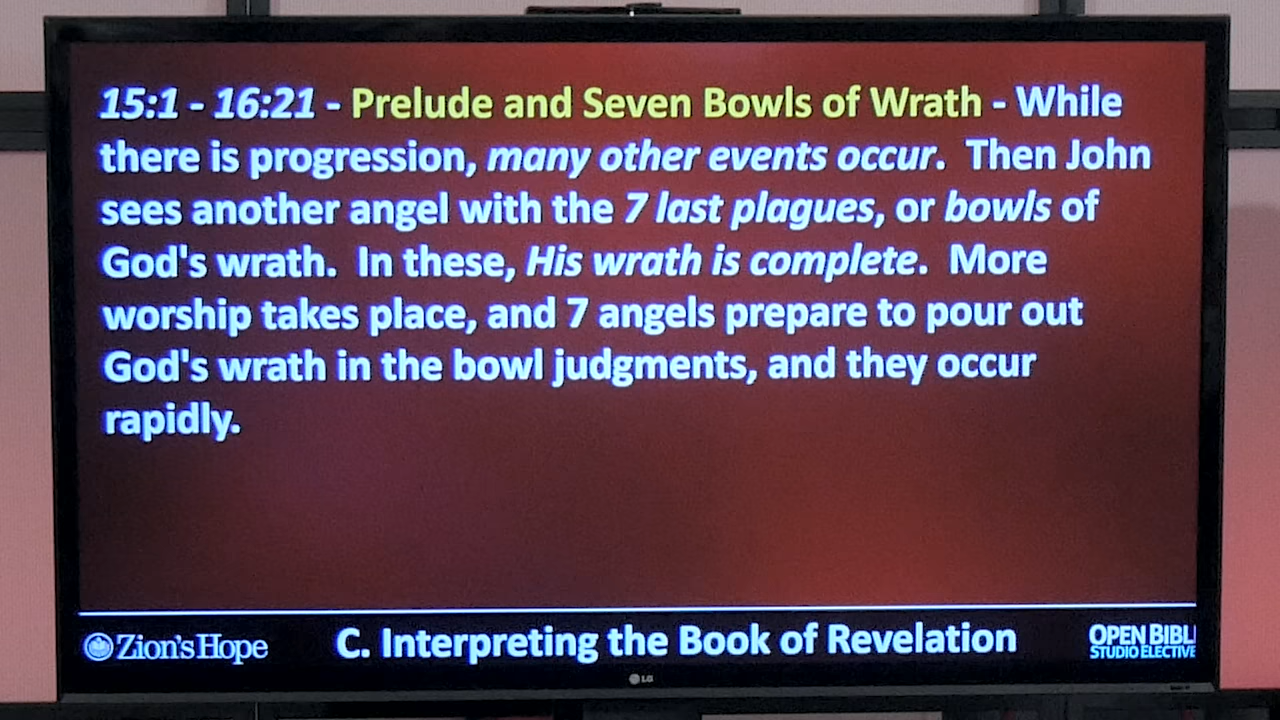 15:1 - 16:21 - Prelude and Seven Bowls of Wrath - While
there is progression, many other events occur. Then John
sees another angel with the 7 last plagues, or bowls of
God's wrath. In these, His wrath is complete. More
worship takes place, and 7 angels prepare to pour out
God's wrath in the bowl judgments, and they occur
rapidly.
Zion's Hope
C. Interpreting the Book of Revelation
OPEN BIBL
STUDIO ELECTIVE
LG